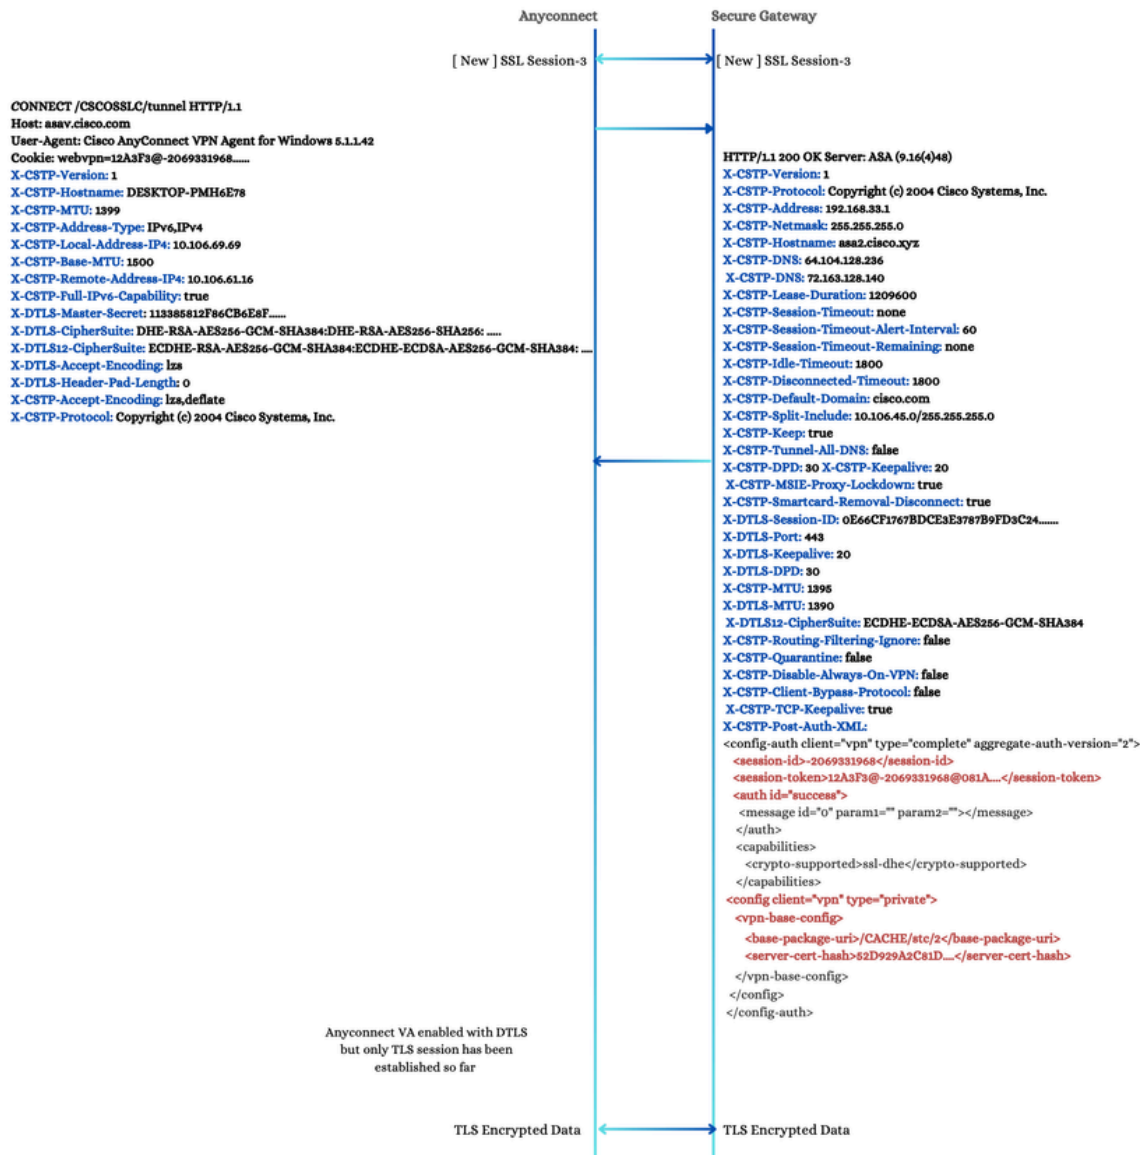 Anyconnect
Secure Gateway
[ New ] SSL Session-3
[ New ] SSL Session-3
CONNECT /CSCOSSLC/tunnel HTTP/1.1
Host: asav.cisco.com
User-Agent: Cisco AnyConnect VPN Agent for Windows 5.1.1.42
Cookie: webvpn=12A3F3@-2069331968......
X-CSTP-Version: 1
X-CSTP-Hostname: DESKTOP-PMH6E78
X-CSTP-MTU: 1399
X-CSTP-Address-Type: IPv6,IPv4
X-CSTP-Local-Address-IP4: 10.106.69.69
X-CSTP-Base-MTU: 1500
X-CSTP-Remote-Address-IP4: 10.106.61.16
X-CSTP-Full-IPv6-Capability: true
X-DTLS-Master-Secret: 113385812F86CB6E8F......
X-DTLS-CipherSuite: DHE-RSA-AES256-GCM-SHA384:DHE-RSA-AES256-SHA256: .....
X-DTLS12-CipherSuite: ECDHE-RSA-AES256-GCM-SHA384:ECDHE-ECDSA-AES256-GCM-SHA384: ....
X-DTLS-Accept-Encoding: lzs
X-DTLS-Header-Pad-Length: 0
X-CSTP-Accept-Encoding: lzs,deflate
X-CSTP-Protocol: Copyright (c) 2004 Cisco Systems, Inc.
HTTP/1.1 200 OK Server: ASA (9.16(4)48)
X-CSTP-Version: 1
X-CSTP-Protocol: Copyright (c) 2004 Cisco Systems, Inc.
X-CSTP-Address: 192.168.33.1
X-CSTP-Netmask: 255.255.255.0
X-CSTP-Hostname: asa2.cisco.xyz
X-CSTP-DNS: 64.104.128.236
X-CSTP-DNS: 72.163.128.140
X-CSTP-Lease-Duration: 1209600
X-CSTP-Session-Timeout: none
X-CSTP-Session-Timeout-Alert-Interval: 60
X-CSTP-Session-Timeout-Remaining: none
X-CSTP-Idle-Timeout: 1800
X-CSTP-Disconnected-Timeout: 1800
X-CSTP-Default-Domain: cisco.com
X-CSTP-Split-Include: 10.106.45.0/255.255.255.0
X-CSTP-Keep: true
X-CSTP-Tunnel-All-DNS: false
X-CSTP-DPD: 30 X-CSTP-Keepalive: 20
X-CSTP-MSIE-Proxy-Lockdown: true
X-CSTP-Smartcard-Removal-Disconnect: true
X-DTLS-Session-ID: 0E66CF1767BDCE3E3787B9FD3C24.......
X-DTLS-Port: 443
X-DTLS-Keepalive: 20
X-DTLS-DPD: 30
X-CSTP-MTU: 1395
X-DTLS-MTU: 1390
X-DTLS12-CipherSuite: ECDHE-ECDSA-AES256-GCM-SHA384
X-CSTP-Routing-Filtering-Ignore: false
X-CSTP-Quarantine: false
X-CSTP-Disable-Always-On-VPN: false
X-CSTP-Client-Bypass-Protocol: false
X-CSTP-TCP-Keepalive: true
X-CSTP-Post-Auth-XML:
<config-auth client="vpn" type="complete" aggregate-auth-version="2">
<session-id>-2069331968</session-id>
<session-token>12A3F3@-2069331968@081A....</session-token>
<auth id="success">
<message id="0" param1="" param2=""></message>
</auth>
<capabilities>
<crypto-supported>ssl-dhe</crypto-supported>
</capabilities>
<config client="vpn" type="private">
<vpn-base-config>
<base-package-uri>/CACHE/stc/2</base-package-uri>
<server-cert-hash>52D929A2C81D....</server-cert-hash>
</vpn-base-config>
</config>
</config-auth>
Anyconnect VA enabled with DTLS
but only TLS session has been
established so far
TLS Encrypted Data
TLS Encrypted Data